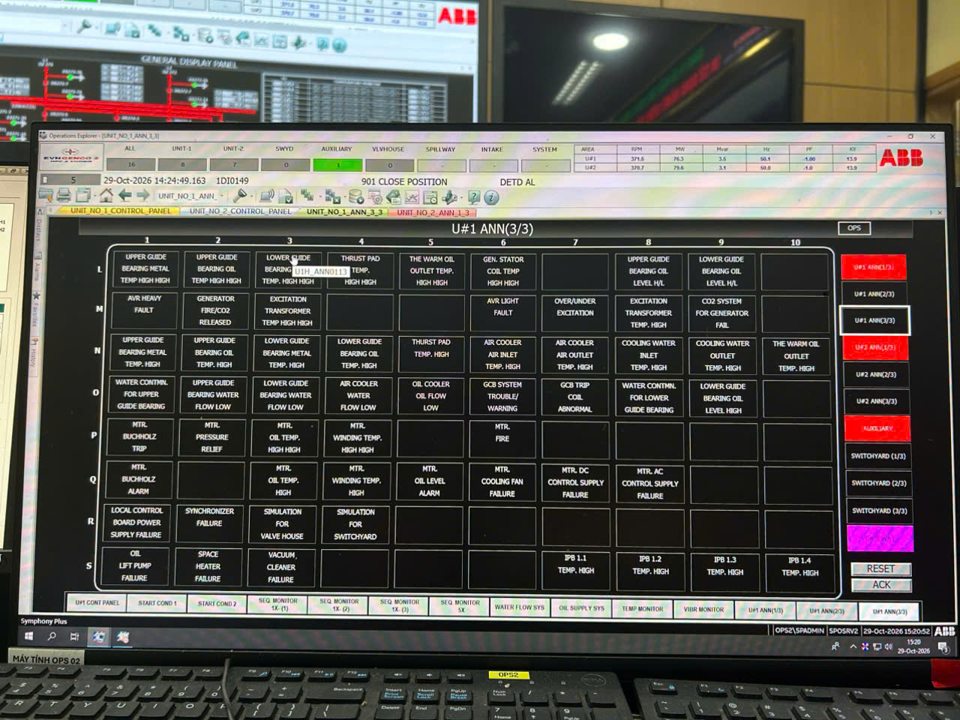 ABB
GENERAL DISPLAY PANEL
Operations Explorer - [UNIT_NO_1_ANN_3_3]
EVNGENCO 2
ALL UNIT-1 UNIT-2 SWYD AUXILIARY VLVHOUSE SPILLWAY INTAKE SYSTEM
16 8 7 0 1 0 - - -
AREA RPM MW Mvar Hz PF KV
U#1 371.6 76.3 3.6 50.1 -1.00 13.9
U#2 370.7 79.6 3.1 50.0 -1.0 13.9
ABB
5 29-Oct-2026 14:24:49.163 1DI0149 901 CLOSE POSITION DETD AL
UNIT_NO_1_ANN
UNIT_NO_1_CONTROL_PANEL UNIT_NO_2_CONTROL_PANEL UNIT_NO_1_ANN_3_3 UNIT_NO_2_ANN_1_3
U#1 ANN(3/3)
OPS
1 2 3 4 5 6 7 8 9 10
L
UPPER GUIDE
BEARING METAL
TEMP HIGH HIGH
UPPER GUIDE
BEARING OIL
TEMP. HIGH HIGH
LOWER GUIDE
BEARING
TEMP. HIGH HIGH
U1H_ANN0113
THRUST PAD
TEMP.
HIGH HIGH
THE WARM OIL
OUTLET TEMP.
HIGH HIGH
GEN. STATOR
COIL TEMP
HIGH HIGH
UPPER GUIDE
BEARING OIL
LEVEL H/L
LOWER GUIDE
BEARING OIL
LEVEL H/L
M
AVR HEAVY
FAULT
GENERATOR
FIRE/CO2
RELEASED
EXCITATION
TRANSFORMER
TEMP HIGH HIGH
AVR LIGHT
FAULT
OVER/UNDER
EXCITATION
EXCITATION
TRANSFORMER
TEMP. HIGH
CO2 SYSTEM
FOR GENERATOR
FAIL
N
UPPER GUIDE
BEARING METAL
TEMP. HIGH
UPPER GUIDE
BEARING OIL
TEMP. HIGH
LOWER GUIDE
BEARING METAL
TEMP. HIGH
LOWER GUIDE
BEARING OIL
TEMP. HIGH
THURST PAD
TEMP. HIGH
AIR COOLER
AIR INLET
TEMP. HIGH
AIR COOLER
AIR OUTLET
TEMP. HIGH
COOLING WATER
INLET
TEMP. HIGH
COOLING WATER
OUTLET
TEMP. HIGH
THE WARM OIL
OUTLET
TEMP. HIGH
O
WATER CONTMN.
FOR UPPER
GUIDE BEARING
UPPER GUIDE
BEARING WATER
FLOW LOW
LOWER GUIDE
BEARING WATER
FLOW LOW
AIR COOLER
WATER
FLOW LOW
OIL COOLER
OIL FLOW
LOW
GCB SYSTEM
TROUBLE/
WARNING
GCB TRIP
COIL
ABNORMAL
WATER CONTMN.
FOR LOWER
GUIDE BEARING
LOWER GUIDE
BEARING OIL
LEVEL HIGH
P
MTR.
BUCHHOLZ
TRIP
MTR.
PRESSURE
RELIEF
MTR.
OIL TEMP.
HIGH HIGH
MTR.
WINDING TEMP.
HIGH HIGH
MTR.
FIRE
Q
MTR.
BUCHHOLZ
ALARM
MTR.
OIL TEMP.
HIGH
MTR.
WINDING TEMP.
HIGH
MTR.
OIL LEVEL
ALARM
MTR.
COOLING FAN
FAILURE
MTR. DC
CONTROL SUPPLY
FAILURE
MTR. AC
CONTROL SUPPLY
FAILURE
R
LOCAL CONTROL
BOARD POWER
SUPPLY FAILURE
SYNCHRONIZER
FAILURE
SIMULATION
FOR
VALVE HOUSE
SIMULATION
FOR
SWITCHYARD
S
OIL
LIFT PUMP
FAILURE
SPACE
HEATER
FAILURE
VACUUM
CLEANER
FAILURE
IPB 1.1
TEMP. HIGH
IPB 1.2
TEMP. HIGH
IPB 1.3
TEMP. HIGH
IPB 1.4
TEMP. HIGH
U#1 ANN(1/3)
U#1 ANN(2/3)
U#1 ANN(3/3)
U#2 ANN(1/3)
U#2 ANN(2/3)
U#2 ANN(3/3)
AUXILIARY
SWITCHYARD (1/3)
SWITCHYARD (2/3)
SWITCHYARD (3/3)
RESET
ACK
U#1 CONT PANEL START COND 1 START COND 2 SEQ. MONITOR 1X- (1) SEQ. MONITOR 1X- (2) SEQ. MONITOR 1X- (3) SEQ. MONITOR 5X WATER FLOW SYS OIL SUPPLY SYS TEMP MONITOR VIBR MONITOR U#1 ANN(1/3) U#1 ANN(2/3) U#1 ANN(3/3)
Symphony Plus
OPS2\SPADMIN SPOSRV2 29-Oct-2026 15:20:52 ABB
15:20
29-Oct-2026
MÁY TÍNH OPS 02
OPS2